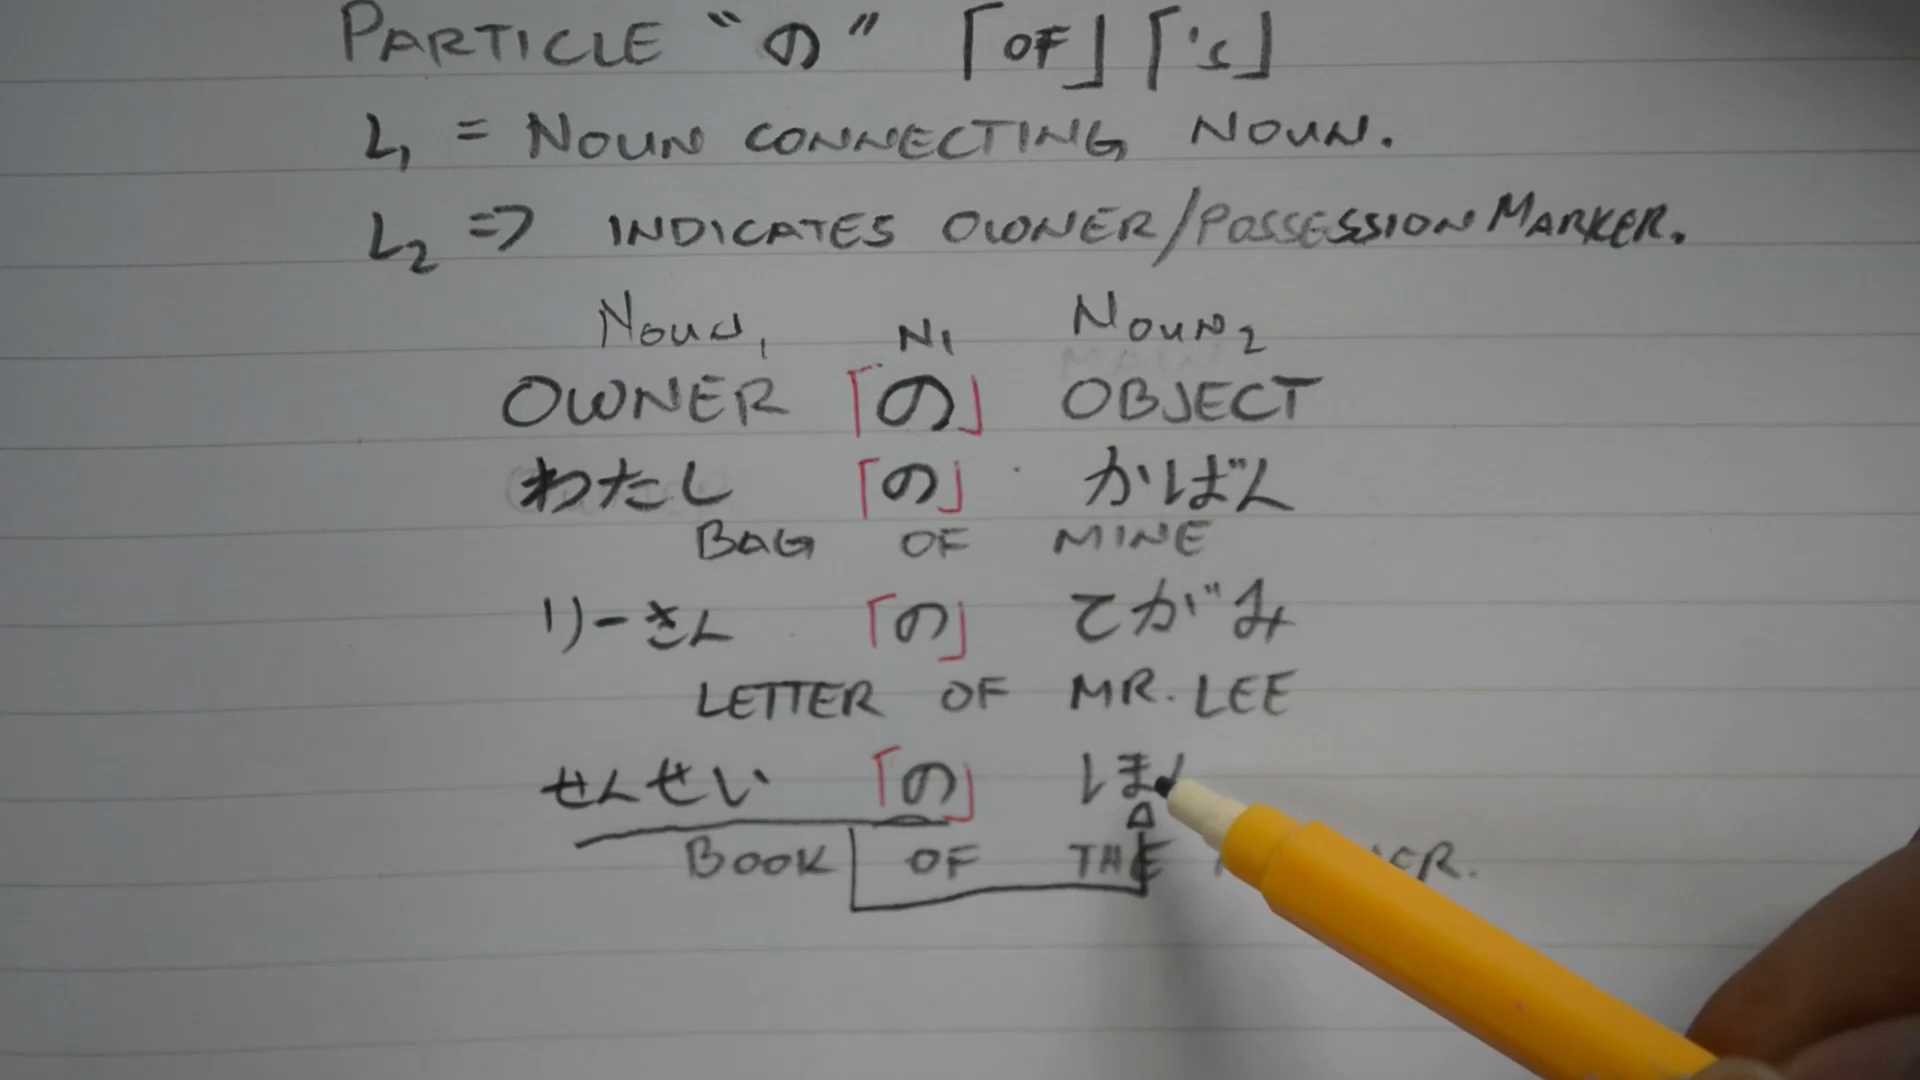 PARTICLE “の” 「OF」「'S」
L1 = NOUN CONNECTING NOUN.
L2 => INDICATES OWNER/POSSESSION MARKER.
NOUN1 N1 NOUN2
OWNER 「の」 OBJECT
わたし 「の」 かばん
BAG OF MINE
りーさん 「の」 てがみ
LETTER OF MR. LEE
せんせい 「の」
BOOK OF THE